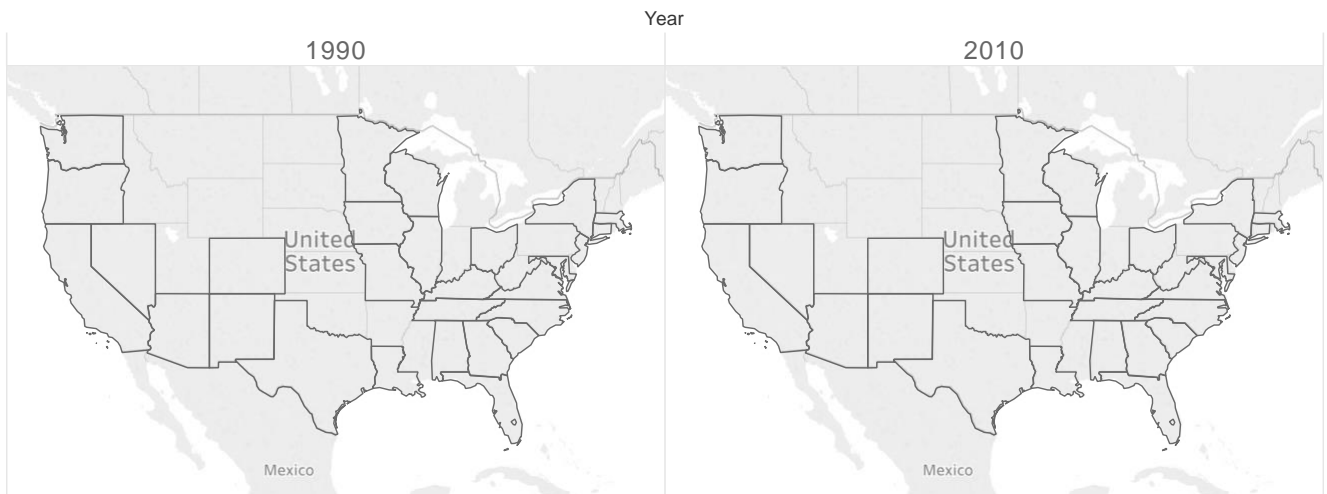 Year
1990
2010
United
States
Mexico
United
States
Mexico